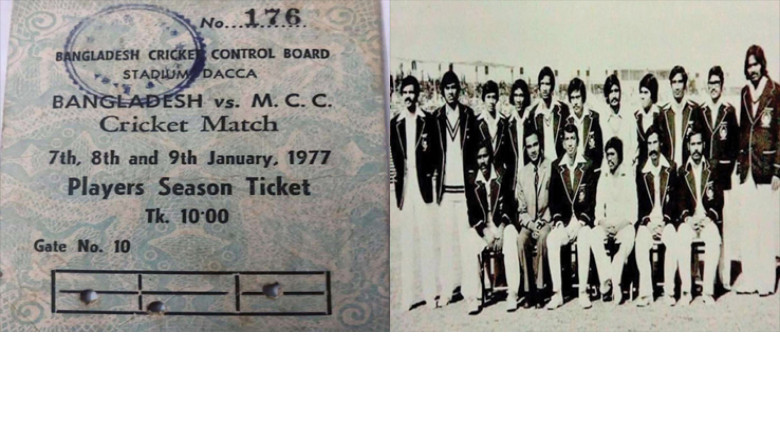 No....176........
BANGLADESH CRICKET CONTROL BOARD
STADIUM DACCA
BANGLADESH vs. M. C. C.
Cricket Match
7th, 8th and 9th January, 1977
Players Season Ticket
Tk. 10·00
Gate No. 10